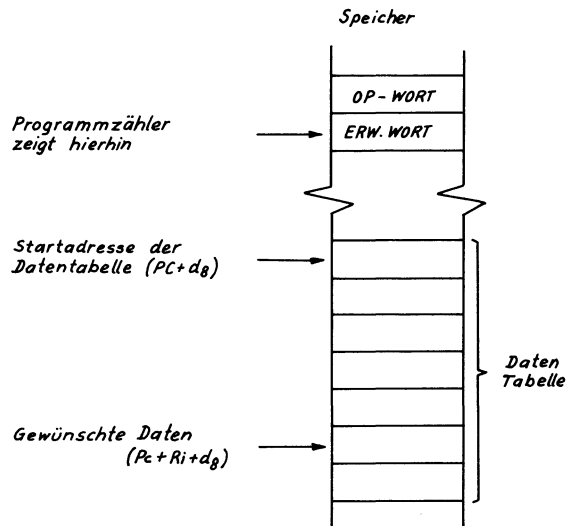 Speicher
OP-WORT
Programmzähler
zeigt hierhin
ERW. WORT
Startadresse der
Datentabelle (PC+d8)
Daten
Tabelle
Gewünschte Daten
(Pc+Ri+d8)